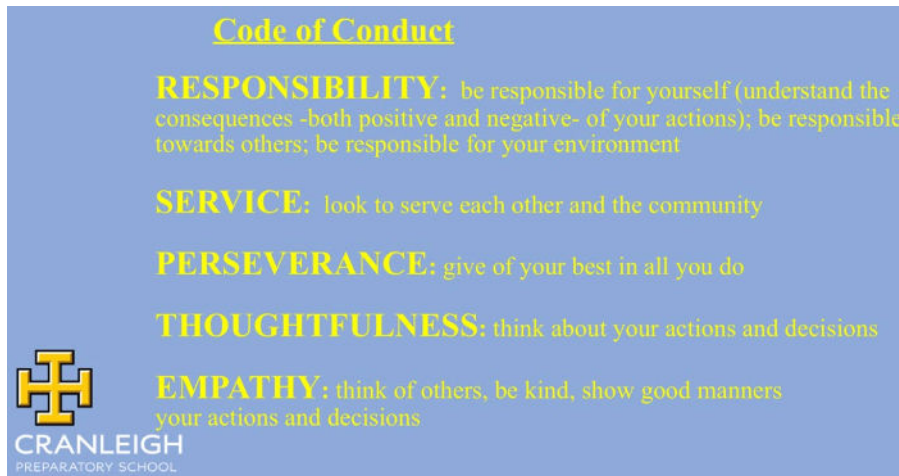 Code of Conduct
RESPONSIBILITY: be responsible for yourself (understand the
consequences -both positive and negative- of your actions); be responsible
towards others; be responsible for your environment
SERVICE: look to serve each other and the community
PERSEVERANCE: give of your best in all you do
THOUGHTFULNESS: think about your actions and decisions
EMPATHY: think of others, be kind, show good manners
your actions and decisions
CRANLEIGH
PREPARATORY SCHOOL